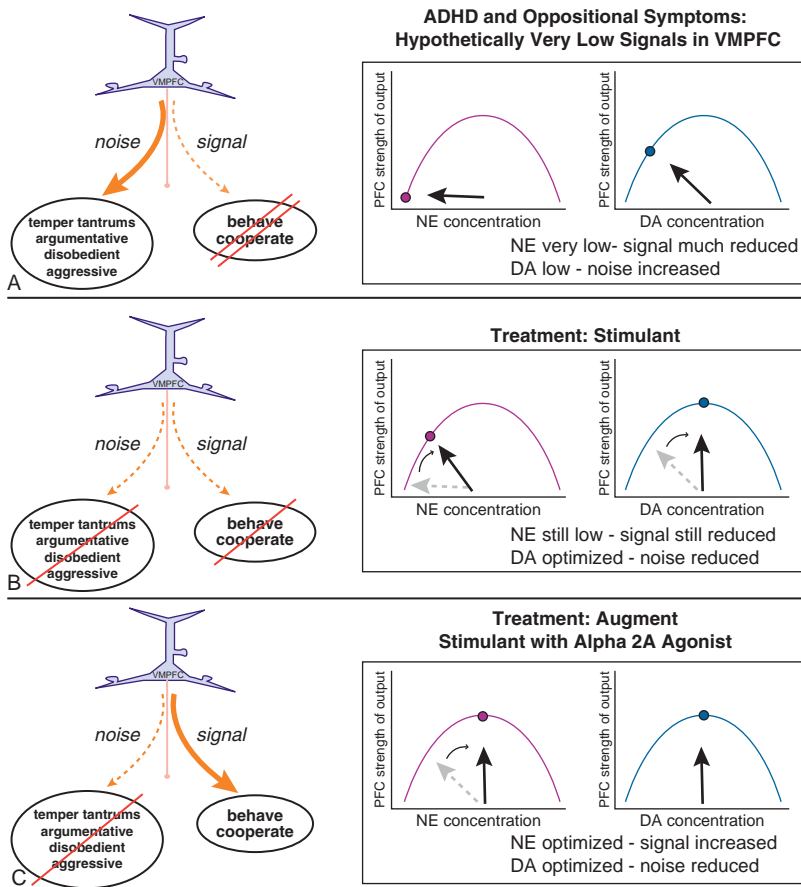 ADHD and Oppositional Symptoms:
Hypothetically Very Low Signals in VMPFC
VMPFC
noise
signal
temper tantrums
argumentative
disobedient
aggressive
behave
cooperate
PFC strength of output
NE concentration
PFC strength of output
DA concentration
NE very low- signal much reduced
DA low - noise increased
A
Treatment: Stimulant
VMPFC
noise
signal
temper tantrums
argumentative
disobedient
aggressive
behave
cooperate
PFC strength of output
NE concentration
PFC strength of output
DA concentration
NE still low - signal still reduced
DA optimized - noise reduced
B
Treatment: Augment
Stimulant with Alpha 2A Agonist
VMPFC
noise
signal
temper tantrums
argumentative
disobedient
aggressive
behave
cooperate
PFC strength of output
NE concentration
PFC strength of output
DA concentration
NE optimized - signal increased
DA optimized - noise reduced
C